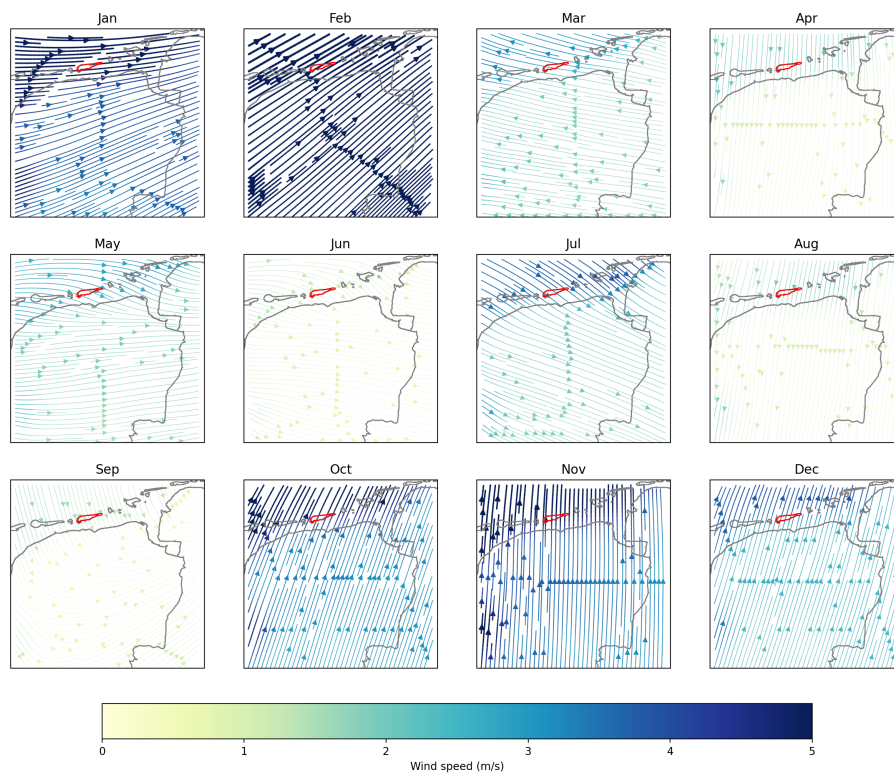 Jan Feb Mar Apr
May Jun Jul Aug
Sep Oct Nov Dec
0 1 2 3 4 5
Wind speed (m/s)